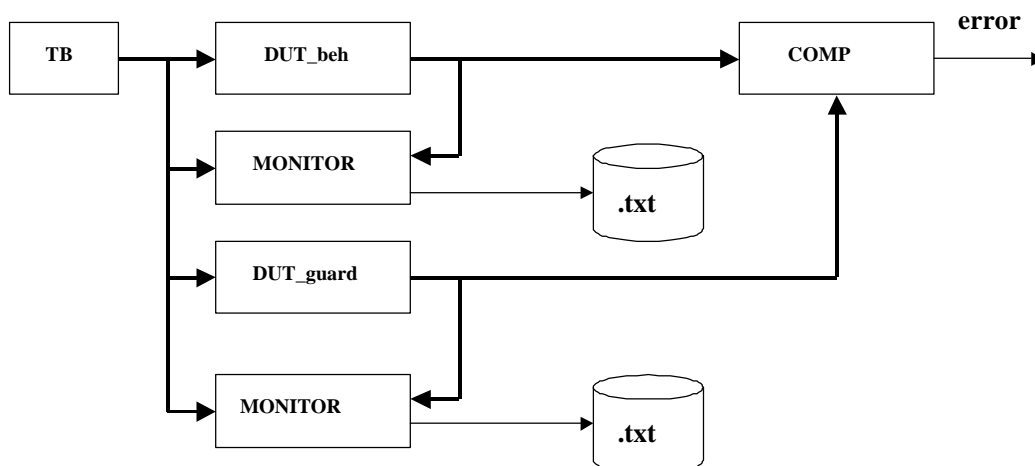 error
TB
DUT_beh
COMP
MONITOR
.txt
DUT_guard
MONITOR
.txt